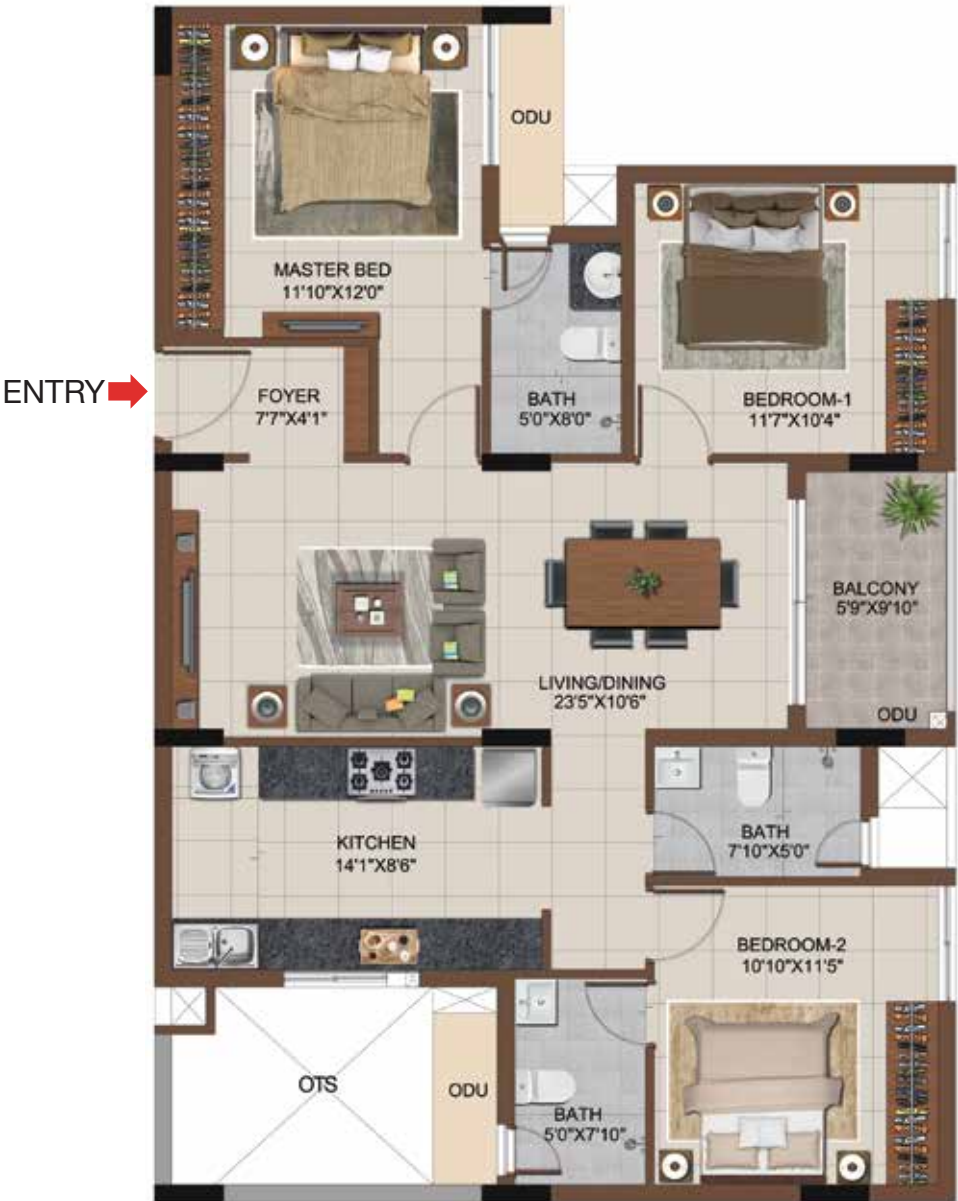 ODU
MASTER BED
11'10"X12'0"
ENTRY
FOYER
7'7"X4'1"
BATH
5'0"X8'0"
BEDROOM-1
11'7"X10'4"
BALCONY
5'9"X9'10"
LIVING/DINING
23'5"X10'6"
ODU
KITCHEN
14'1"X8'6"
BATH
7'10"X5'0"
BEDROOM-2
10'10"X11'5"
OTS
ODU
BATH
5'0"X7'10"